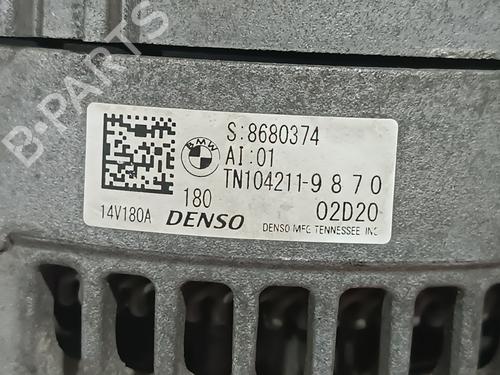 B-PARTS
BMW
S:8680374
AI:01
TN104211-9870
180
02D20
14V180A
DENSO
DENSO MFG TENNESSEE INC